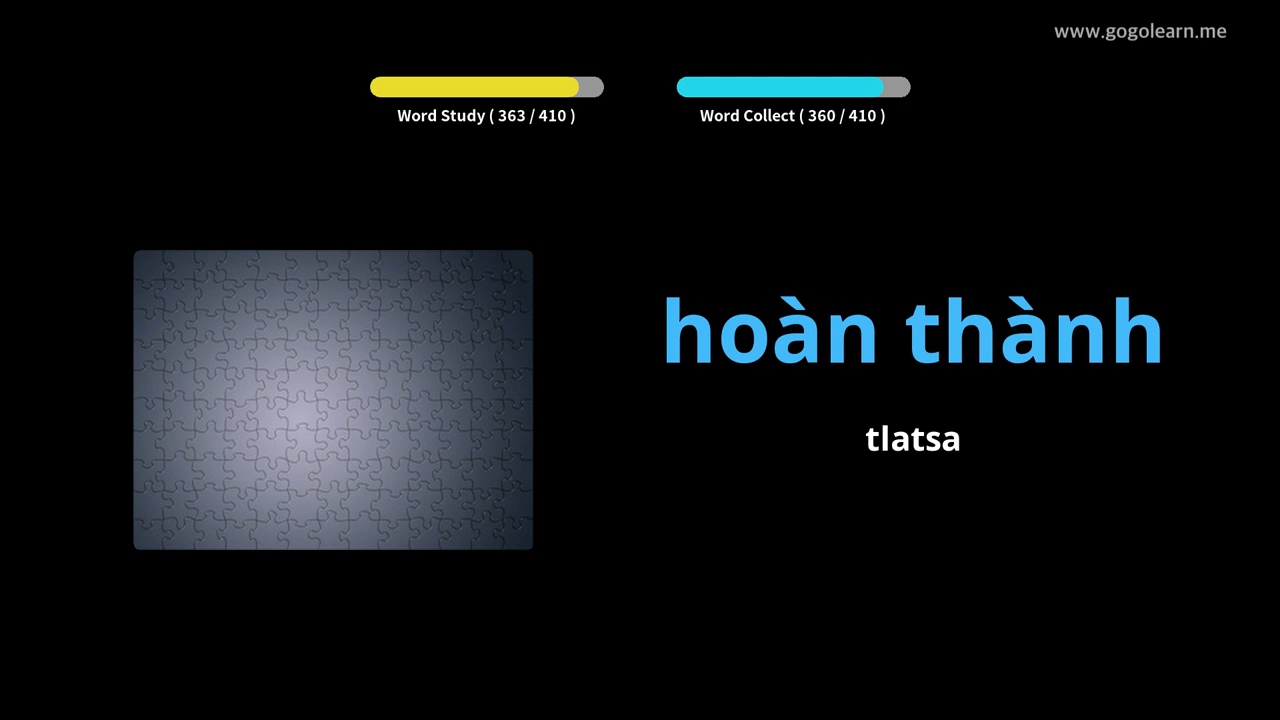 www.gogolearn.me
Word Study ( 363 / 410 )
Word Collect ( 360 / 410 )
hoàn thành
tlatsa